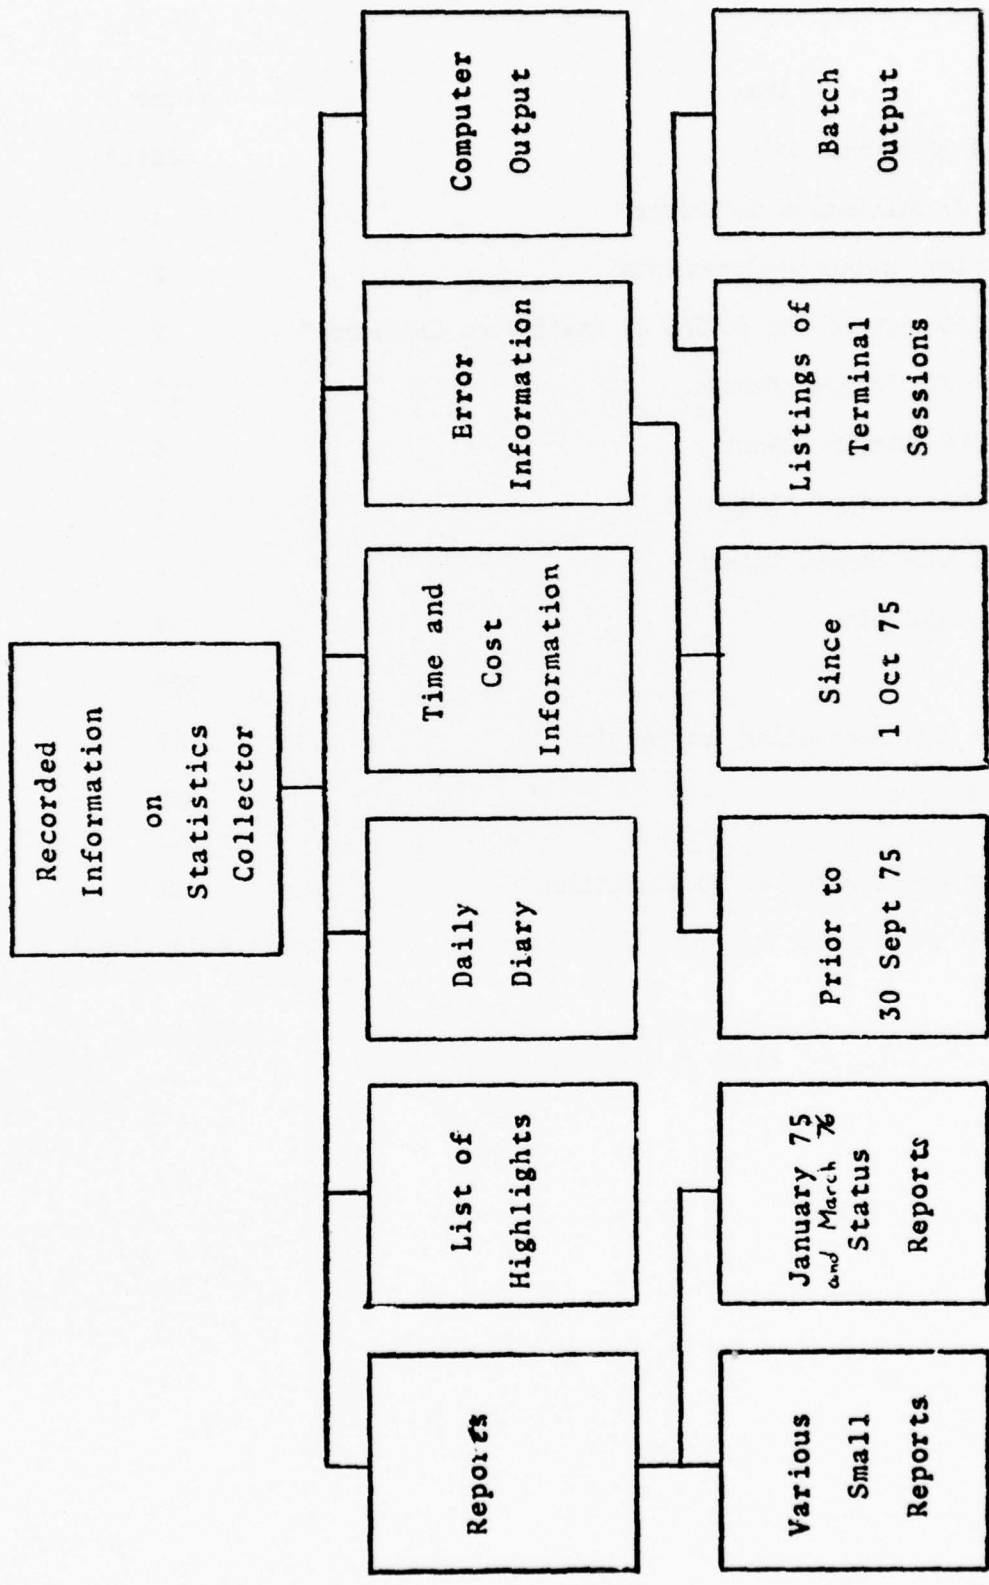 Recorded
Information
on
Statistics
Collector
Reports
List of
Highlights
Daily
Diary
Time and
Cost
Information
Error
Information
Computer
Output
Various
Small
Reports
January 75
and March 76
Status
Reports
Prior to
30 Sept 75
Since
1 Oct 75
Listings of
Terminal
Sessions
Batch
Output